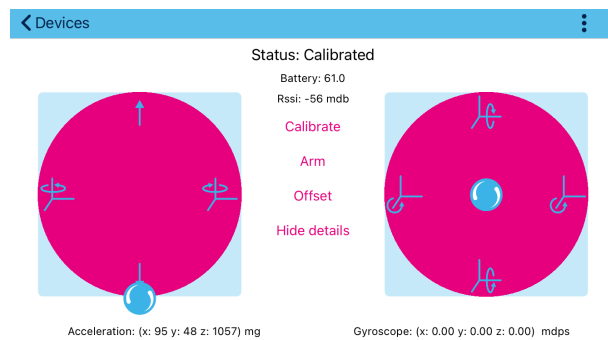 Devices
Status: Calibrated
Battery: 61.0
Rssi: -56 mdb
Calibrate
Arm
Offset
Hide details
Acceleration: (x: 95 y: 48 z: 1057) mg
Gyroscope: (x: 0.00 y: 0.00 z: 0.00)  mdps